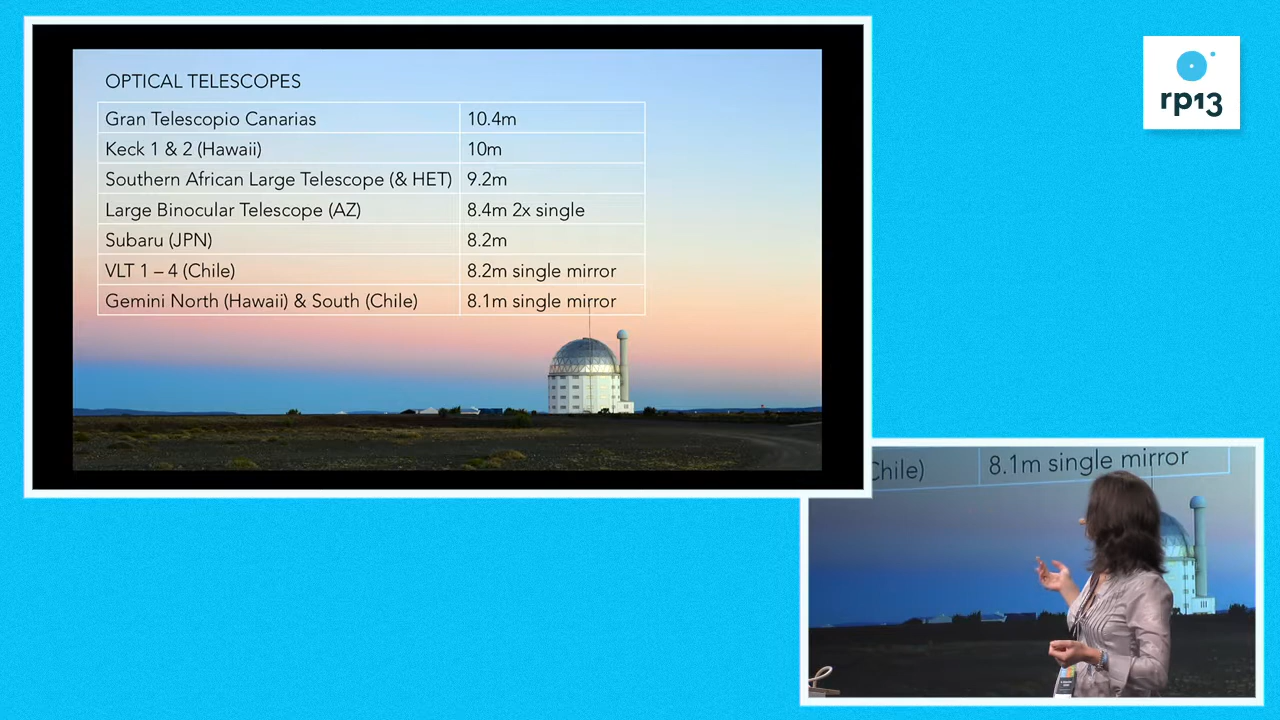 OPTICAL TELESCOPES
Gran Telescopio Canarias 10.4m
Keck 1 & 2 (Hawaii) 10m
Southern African Large Telescope (& HET) 9.2m
Large Binocular Telescope (AZ) 8.4m 2x single
Subaru (JPN) 8.2m
VLT 1 – 4 (Chile) 8.2m single mirror
Gemini North (Hawaii) & South (Chile) 8.1m single mirror
rp13
Chile) 8.1m single mirror